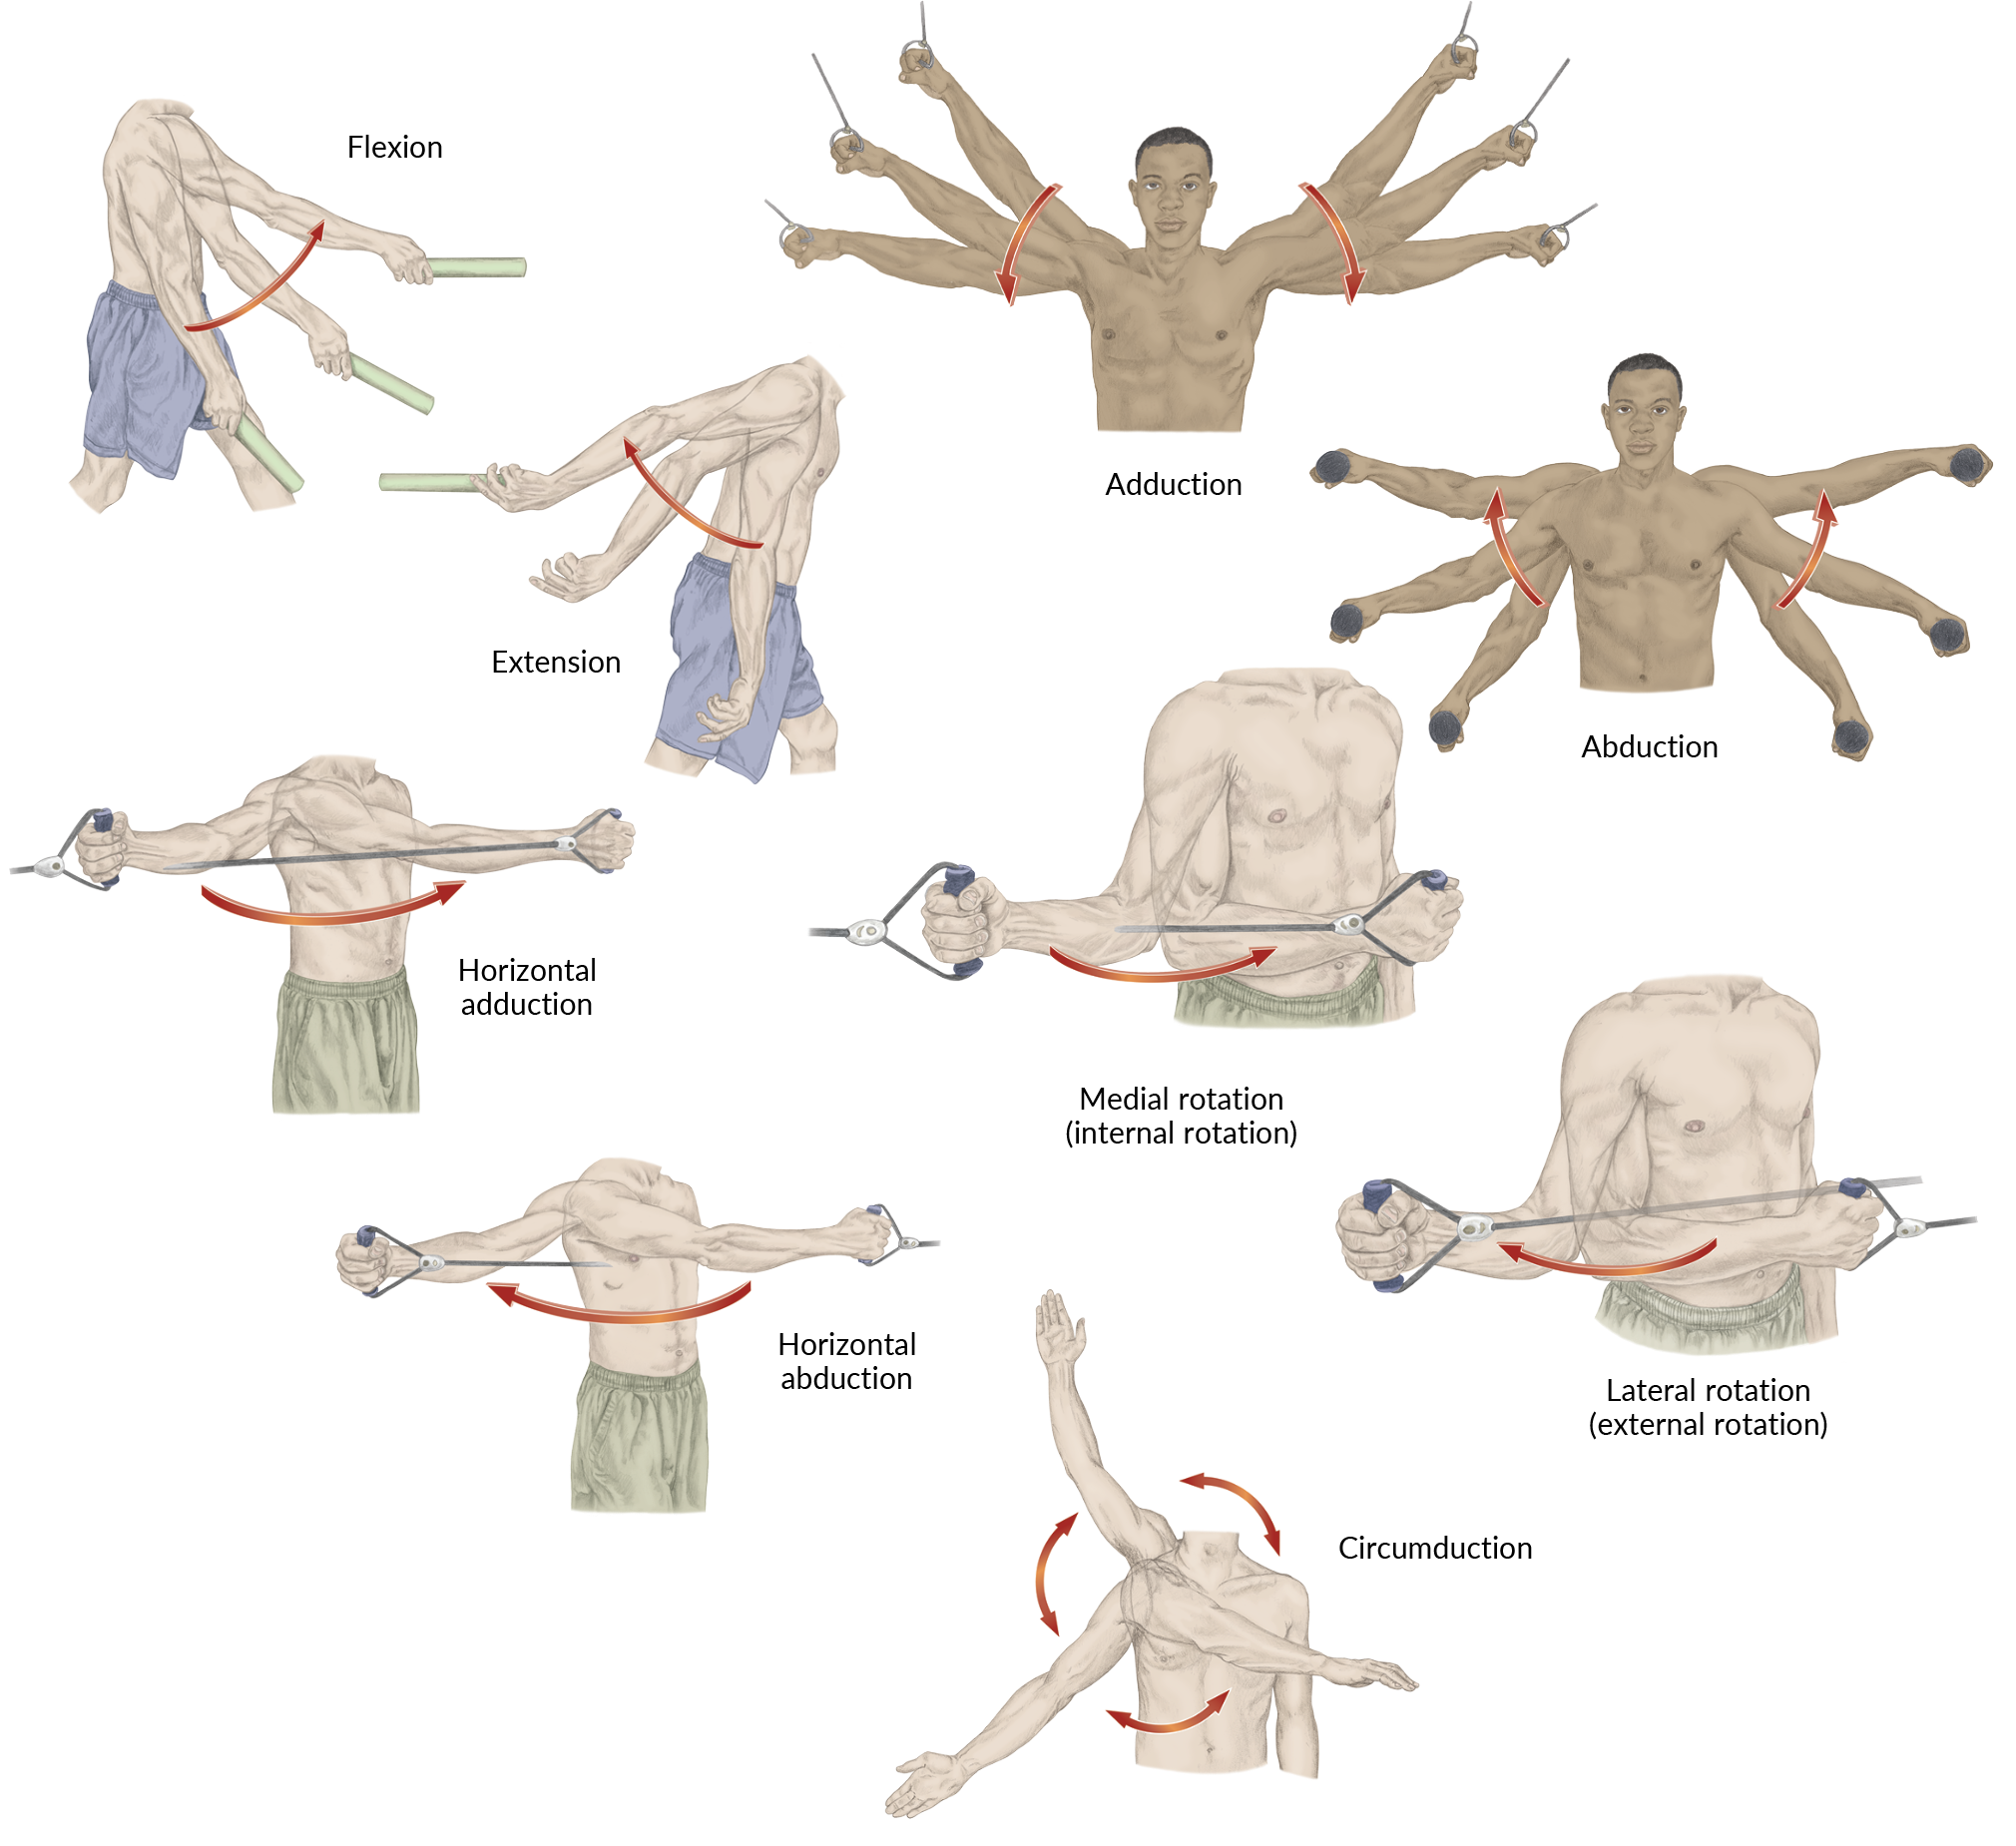 Flexion
Adduction
Extension
Abduction
Horizontal
adduction
Medial rotation
(internal rotation)
Horizontal
abduction
Lateral rotation
(external rotation)
Circumduction